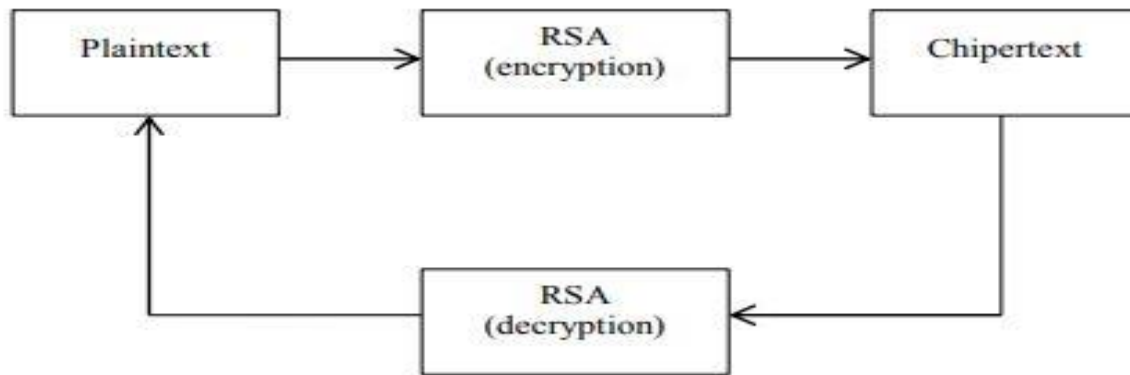 Plaintext
RSA
(encryption)
Chipertext
RSA
(decryption)